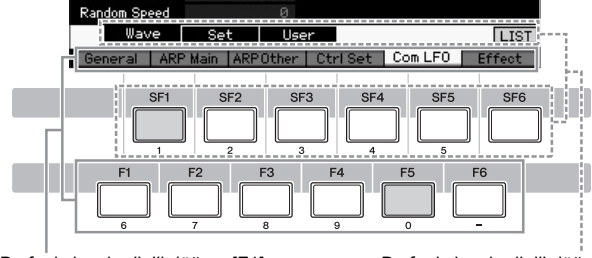 Random Speed 0
Wave Set User LIST
General ARP Main ARP Other Ctrl Set Com LFO Effect
SF1 SF2 SF3 SF4 SF5 SF6
1 2 3 4 5
F1 F2 F3 F4 F5 F6
6 7 8 9 0 –
[F1]